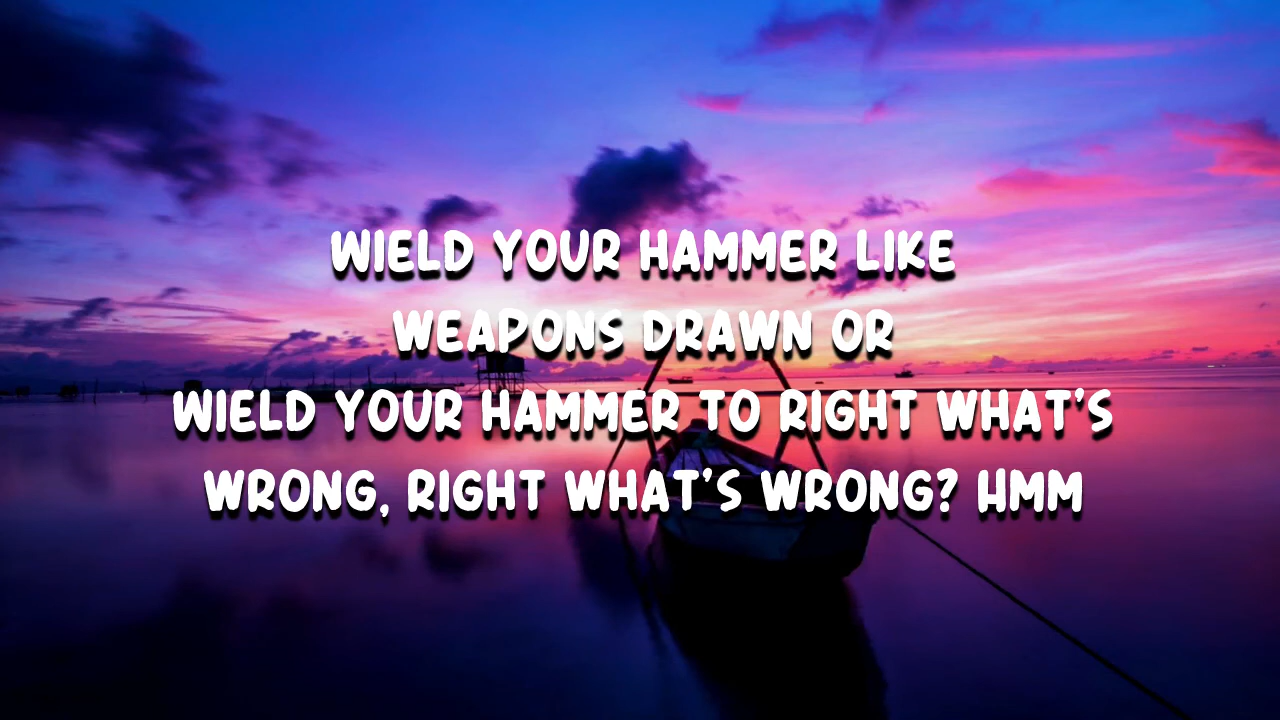 WIELD YOUR HAMMER LIKE
WEAPONS DRAWN OR
WIELD YOUR HAMMER TO RIGHT WHAT'S
WRONG, RIGHT WHAT'S WRONG? HMM